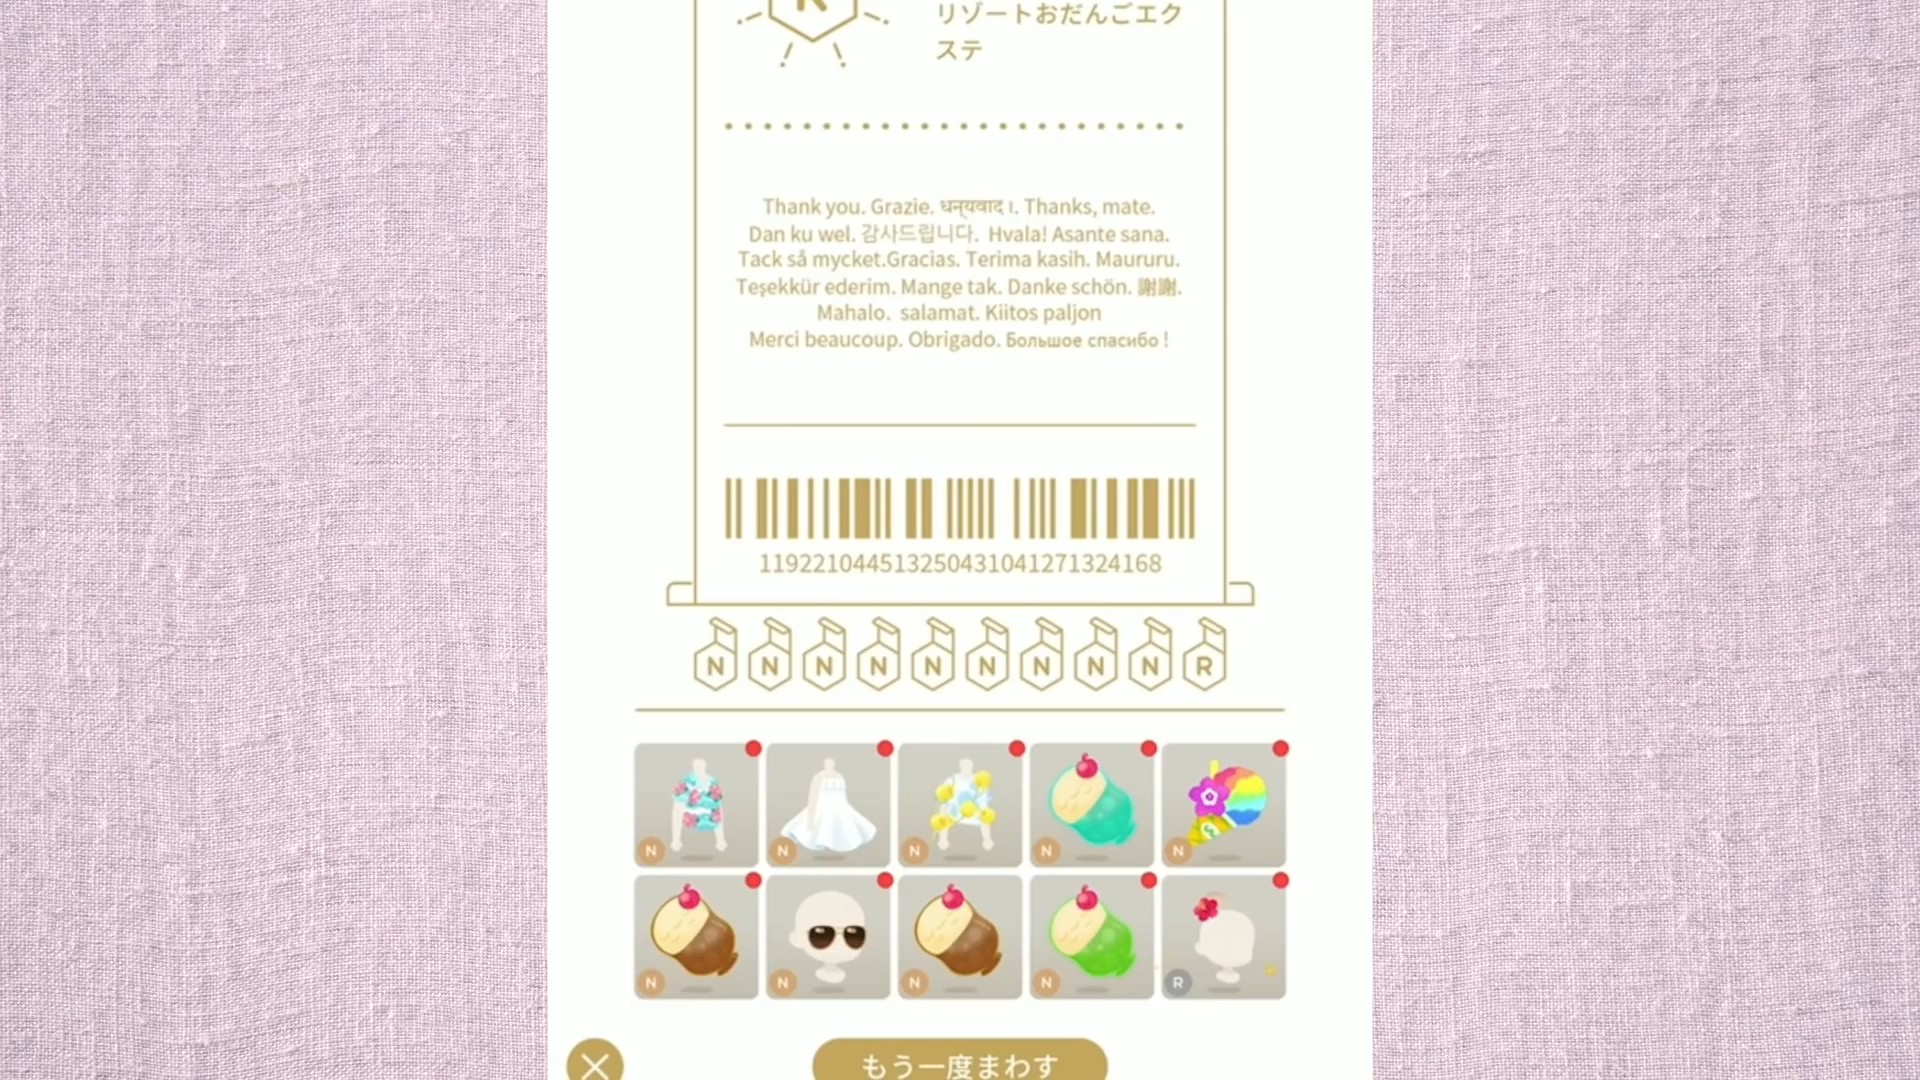 R
リゾートおだんごエク
ステ
Thank you. Grazie. धन्यवाद ।. Thanks, mate.
Dan ku wel. 감사드립니다. Hvala! Asante sana.
Tack så mycket.Gracias. Terima kasih. Maururu.
Teşekkür ederim. Mange tak. Danke schön. 謝謝.
Mahalo. salamat. Kiitos paljon
Merci beaucoup. Obrigado. Большое спасибо !
119221044513250431041271324168
N N N N N N N N N R
N N N N N
N N N N R
もう一度まわす